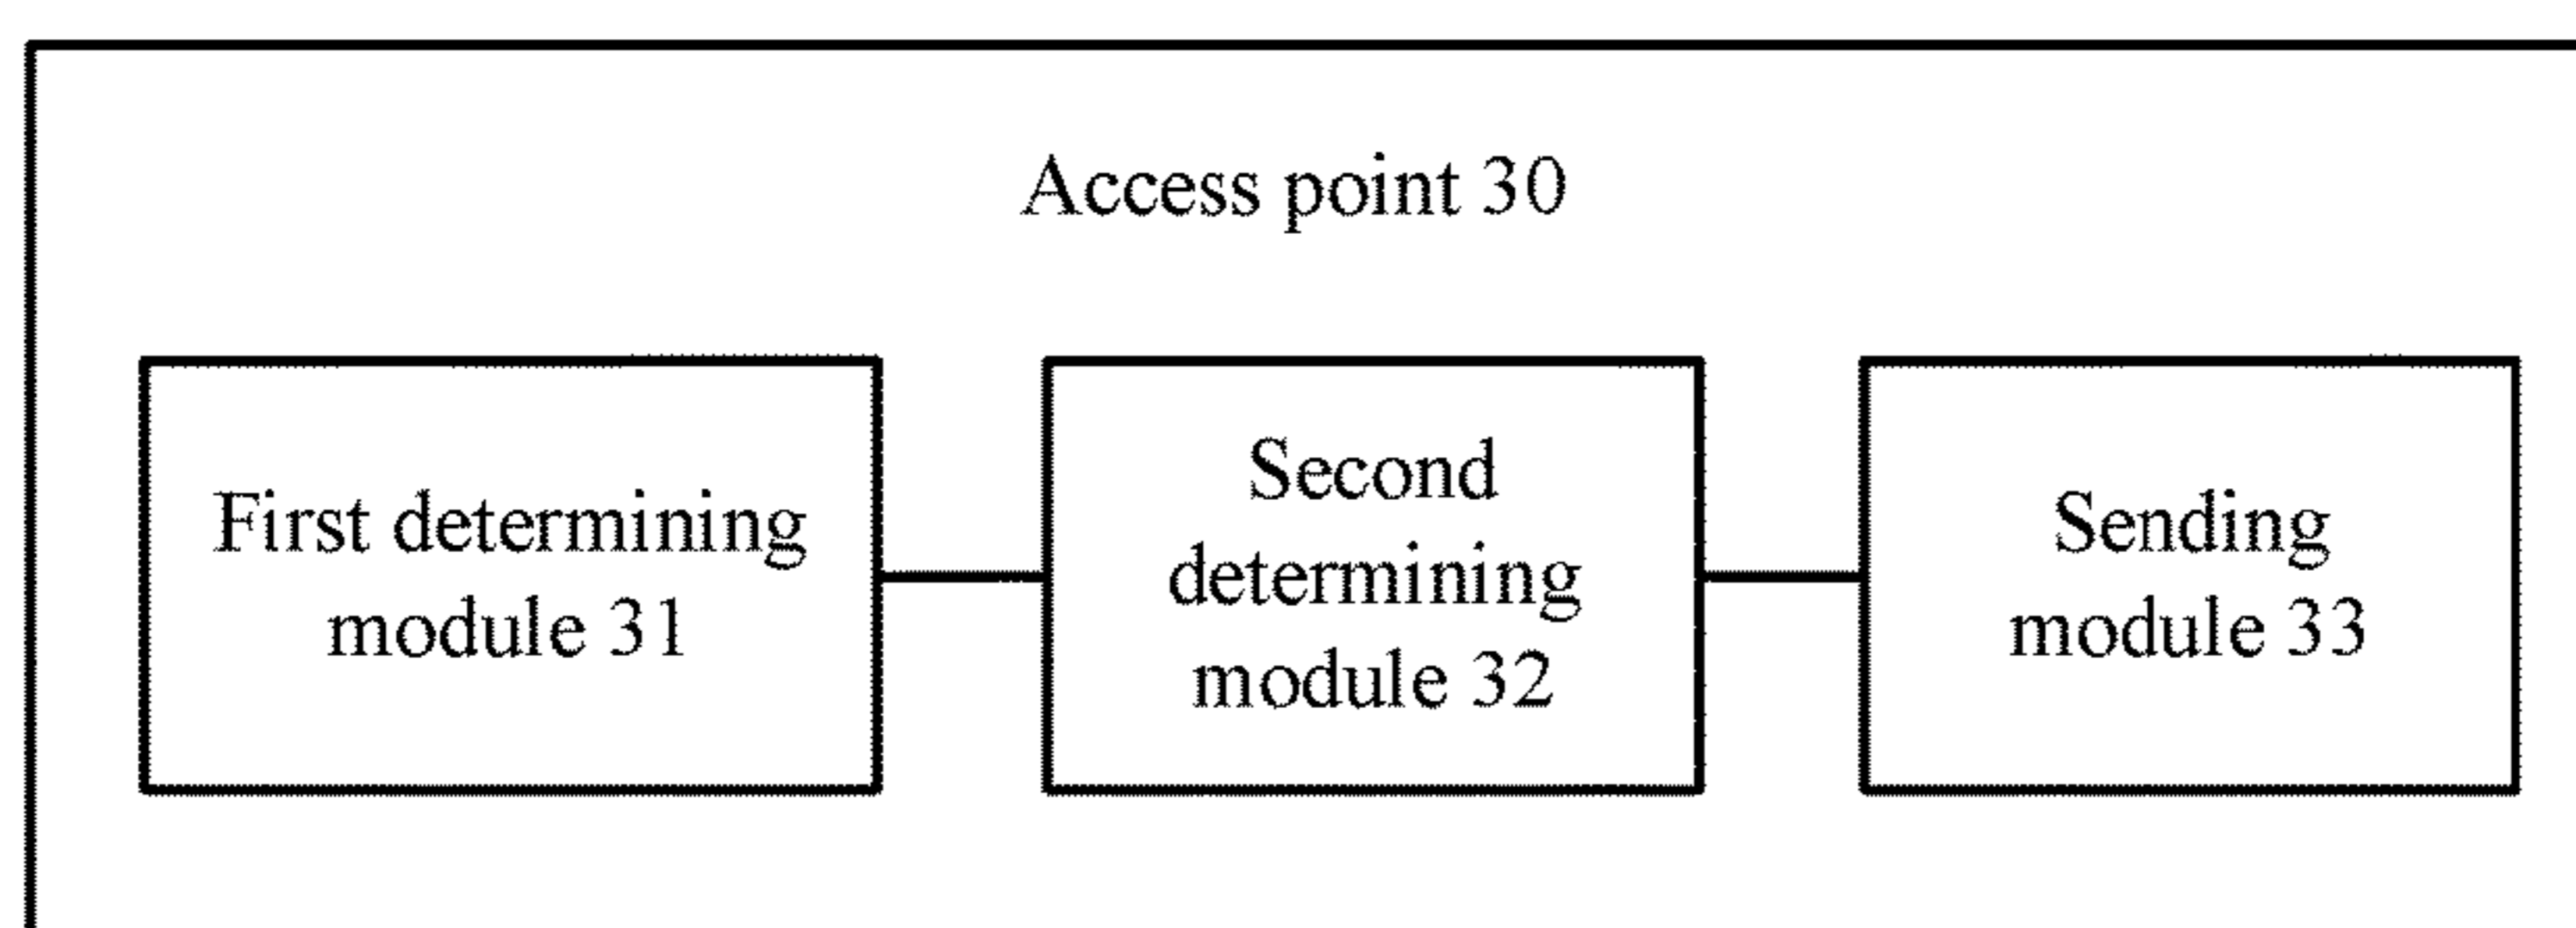 Access point 30
First determining
module 31
Second
determining
module 32
Sending
module 33